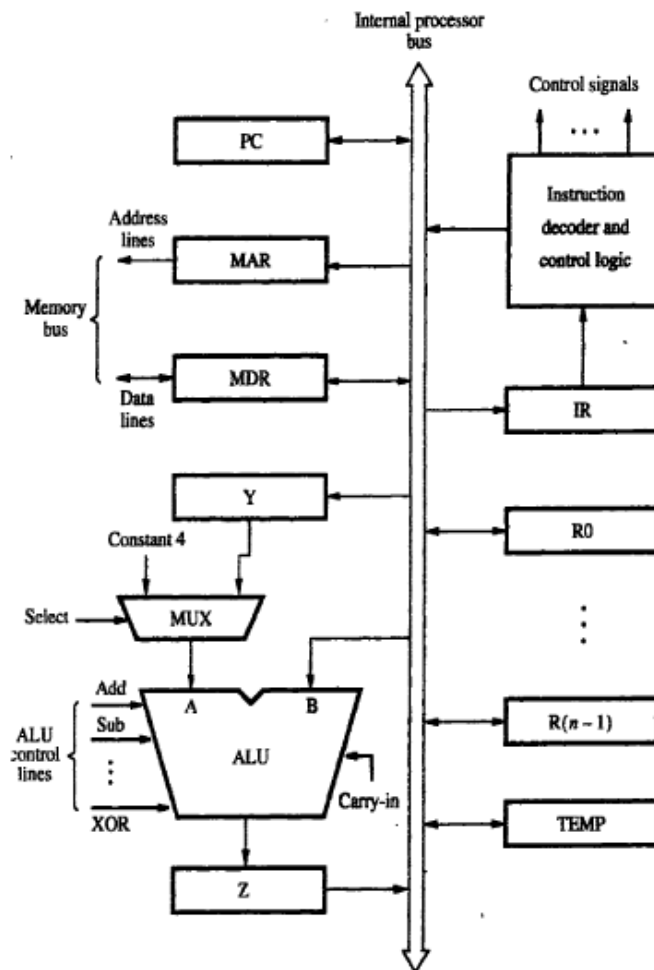 Internal processor
bus
Control signals
...
PC
Instruction
decoder and
control logic
Address
lines
MAR
Memory
bus
MDR
Data
lines
IR
Y
Constant 4
R0
Select
MUX
Add
A
B
R(n − 1)
ALU
control
lines
Sub
ALU
Carry-in
XOR
TEMP
Z